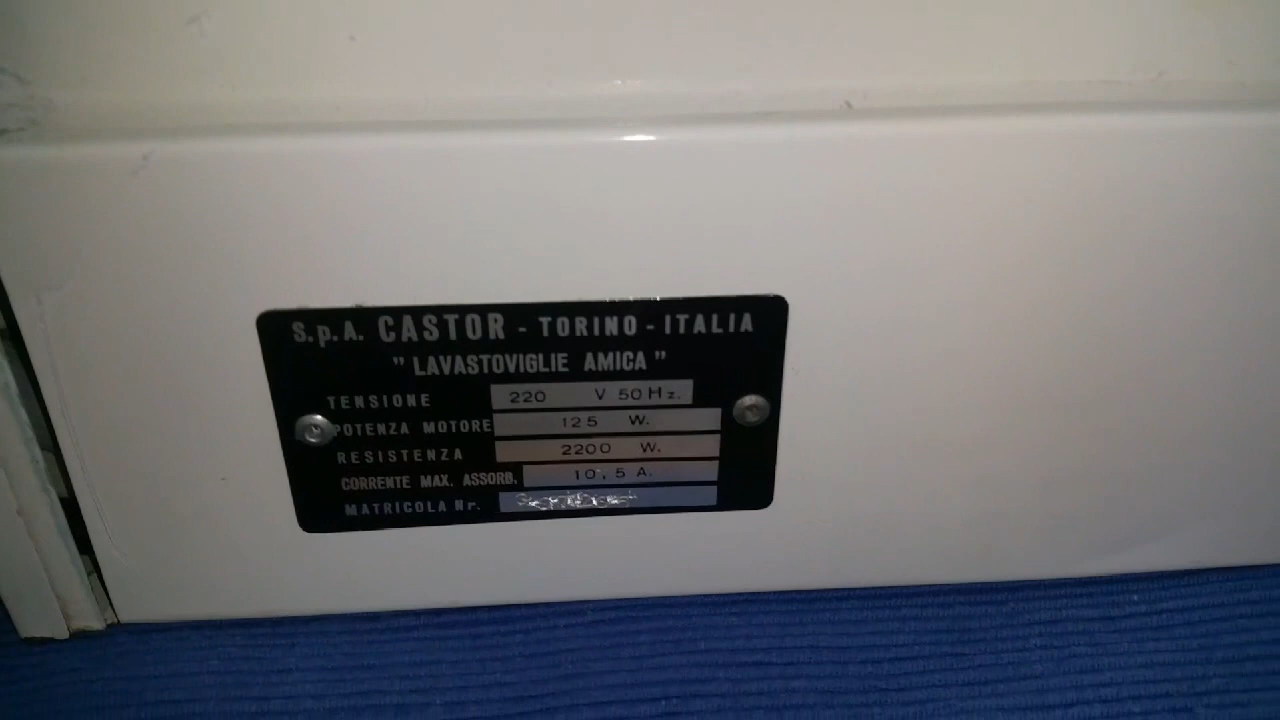 S.p.A. CASTOR - TORINO - ITALIA
" LAVASTOVIGLIE AMICA "
TENSIONE 220 V 50 Hz.
POTENZA MOTORE 125 W.
RESISTENZA 2200 W.
CORRENTE MAX. ASSORB. 10,5 A.
MATRICOLA Nr.